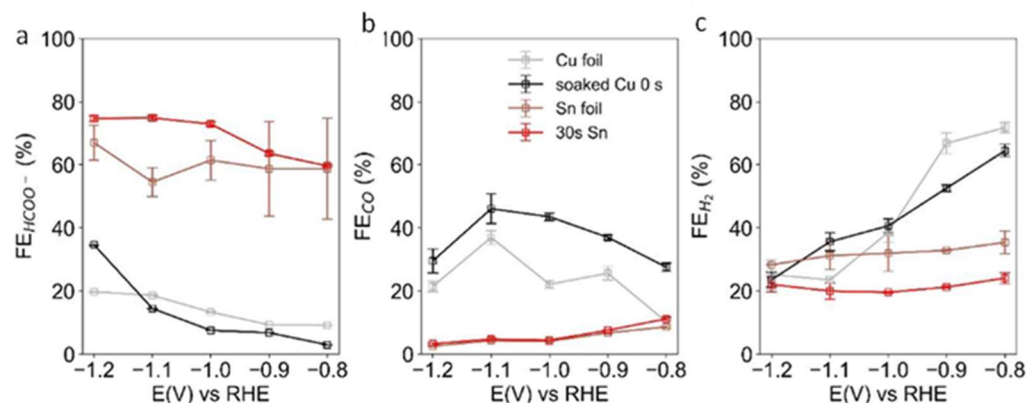 a
100
80
60
40
20
0
FE_HCOO⁻ (%)
−1.2 −1.1 −1.0 −0.9 −0.8
E(V) vs RHE
b
100
80
60
40
20
0
FE_CO (%)
Cu foil
soaked Cu 0 s
Sn foil
30s Sn
−1.2 −1.1 −1.0 −0.9 −0.8
E(V) vs RHE
c
100
80
60
40
20
0
FE_H₂ (%)
−1.2 −1.1 −1.0 −0.9 −0.8
E(V) vs RHE